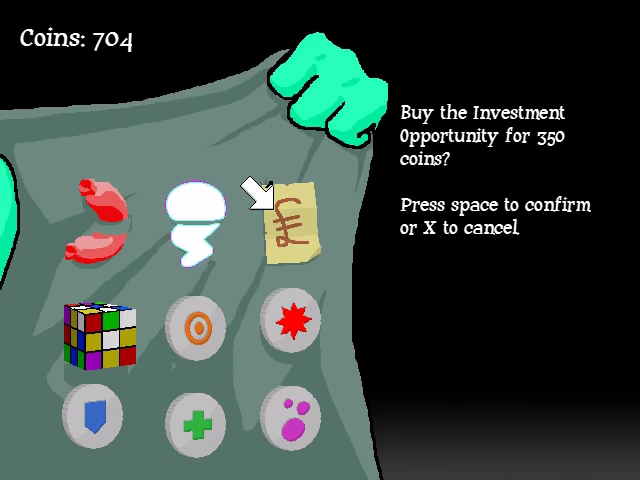 Coins: 704
Buy the Investment
Opportunity for 350
coins?
Press space to confirm
or X to cancel